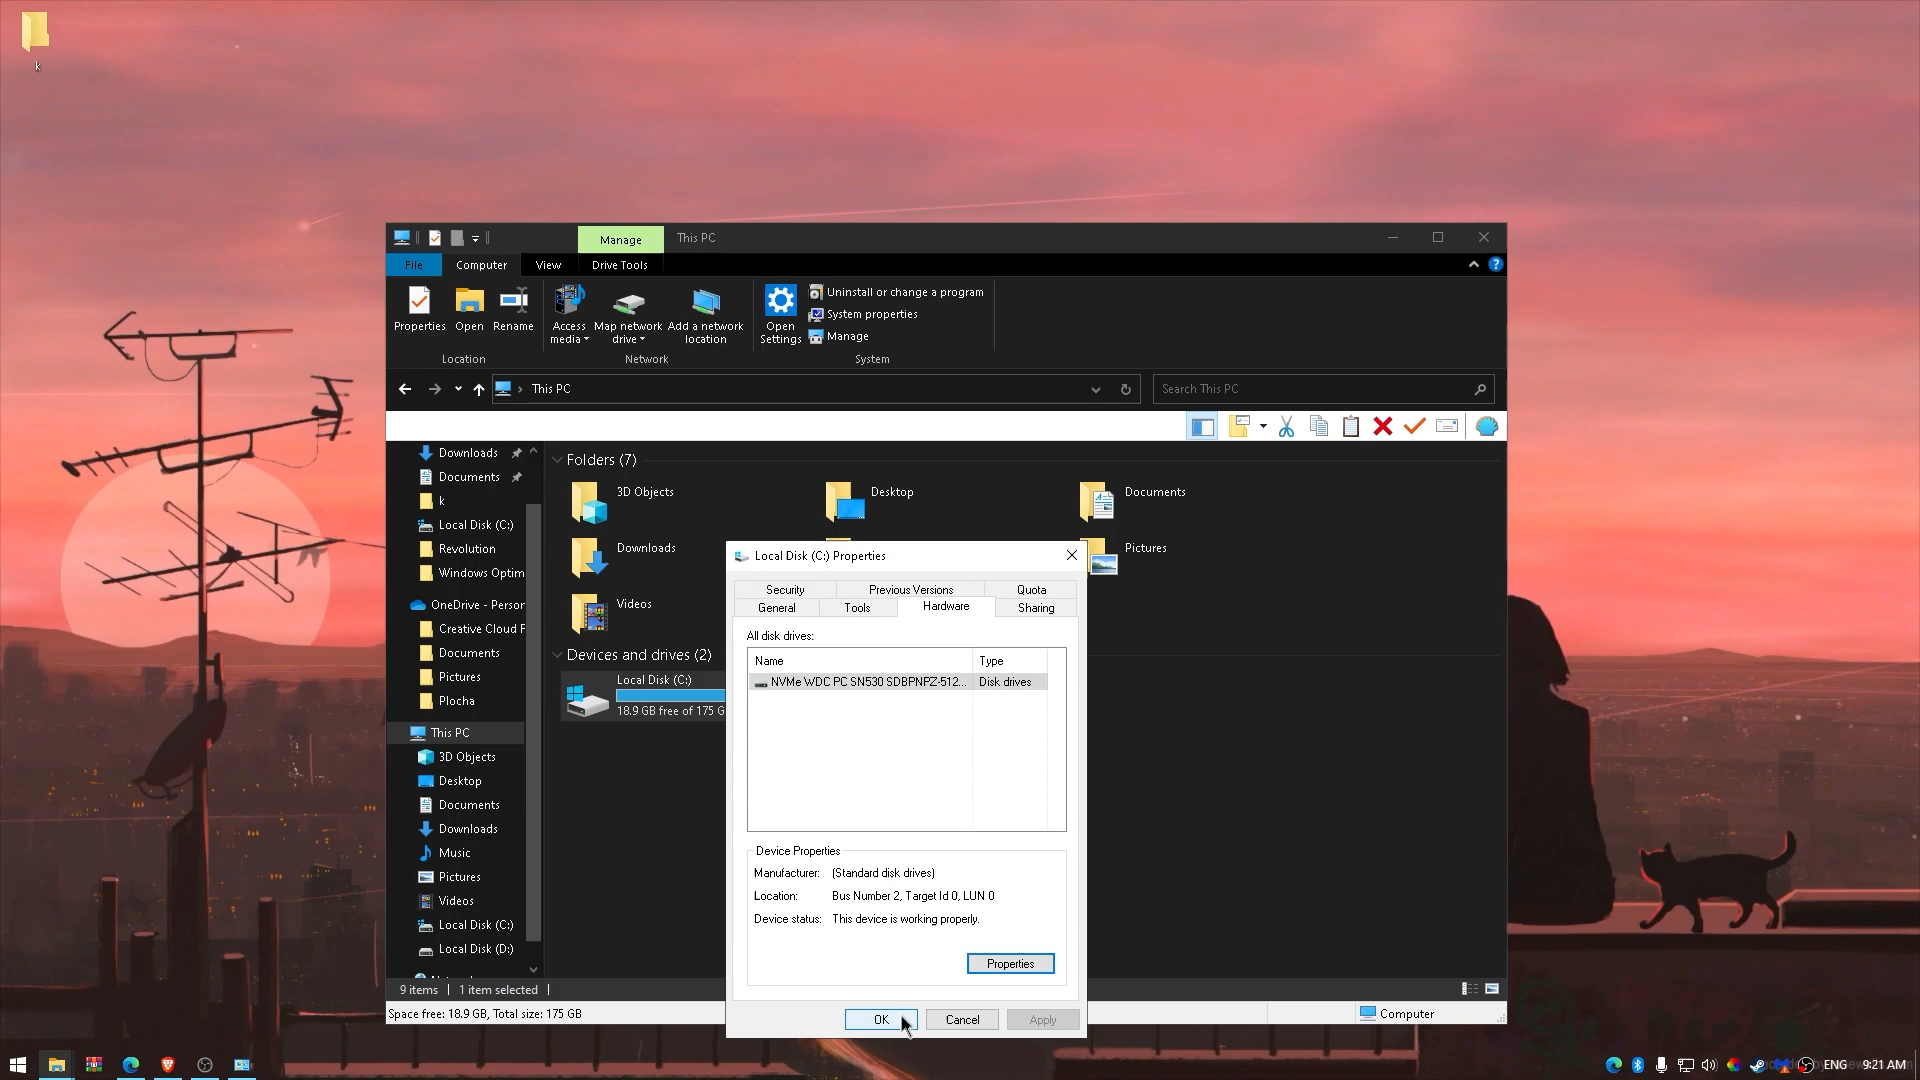 k
Manage
This PC
File
Computer
View
Drive Tools
Properties
Open
Rename
Access media
Map network drive
Add a network location
Open Settings
Uninstall or change a program
System properties
Manage
Location
Network
System
This PC
Search This PC
Downloads
Documents
k
Local Disk (C:)
Revolution
Windows Optim
OneDrive - Person
Creative Cloud F
Documents
Pictures
Plocha
This PC
3D Objects
Desktop
Documents
Downloads
Music
Pictures
Videos
Local Disk (C:)
Local Disk (D:)
Folders (7)
3D Objects
Desktop
Documents
Downloads
Pictures
Videos
Devices and drives (2)
Local Disk (C:)
18.9 GB free of 175 G
Local Disk (C:) Properties
Security
Previous Versions
Quota
General
Tools
Hardware
Sharing
All disk drives:
Name
Type
NVMe WDC PC SN530 SDBPNPZ-512...
Disk drives
Device Properties
Manufacturer: (Standard disk drives)
Location: Bus Number 2, Target Id 0, LUN 0
Device status: This device is working properly.
Properties
OK
Cancel
Apply
9 items
1 item selected
Space free: 18.9 GB, Total size: 175 GB
Computer
ENG
9:21 AM